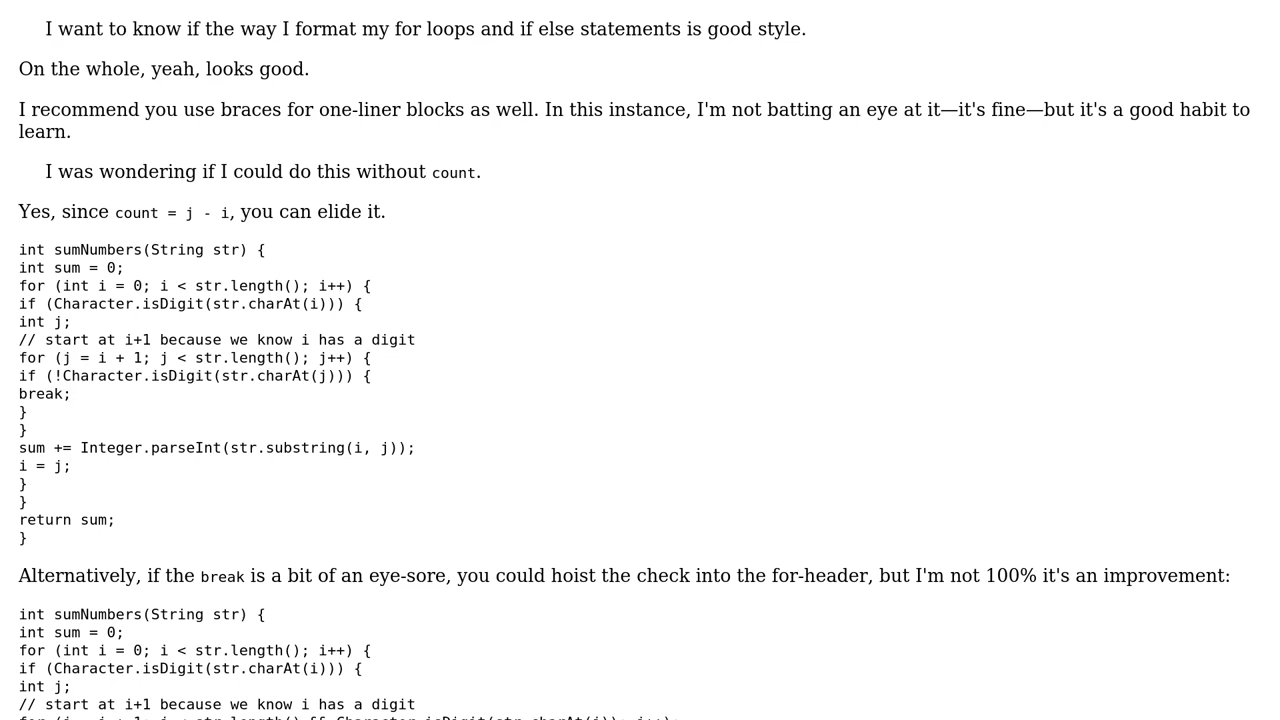 I want to know if the way I format my for loops and if else statements is good style.
On the whole, yeah, looks good.
I recommend you use braces for one-liner blocks as well. In this instance, I'm not batting an eye at it—it's fine—but it's a good habit to
learn.
I was wondering if I could do this without count.
Yes, since count = j - i, you can elide it.
int sumNumbers(String str) {
int sum = 0;
for (int i = 0; i < str.length(); i++) {
if (Character.isDigit(str.charAt(i))) {
int j;
// start at i+1 because we know i has a digit
for (j = i + 1; j < str.length(); j++) {
if (!Character.isDigit(str.charAt(j))) {
break;
}
}
sum += Integer.parseInt(str.substring(i, j));
i = j;
}
}
return sum;
}
Alternatively, if the break is a bit of an eye-sore, you could hoist the check into the for-header, but I'm not 100% it's an improvement:
int sumNumbers(String str) {
int sum = 0;
for (int i = 0; i < str.length(); i++) {
if (Character.isDigit(str.charAt(i))) {
int j;
// start at i+1 because we know i has a digit